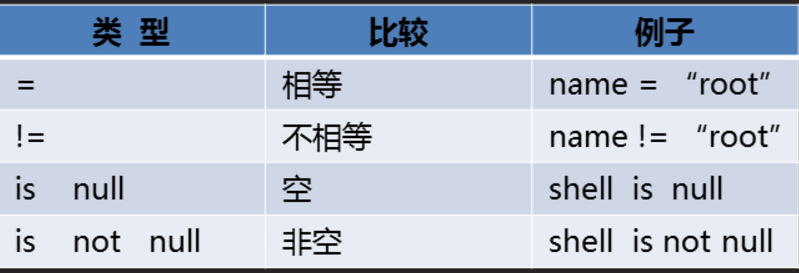 类 型 比较 例子
= 相等 name = “root”
!= 不相等 name != “root”
is null 空 shell is null
is not null 非空 shell is not null